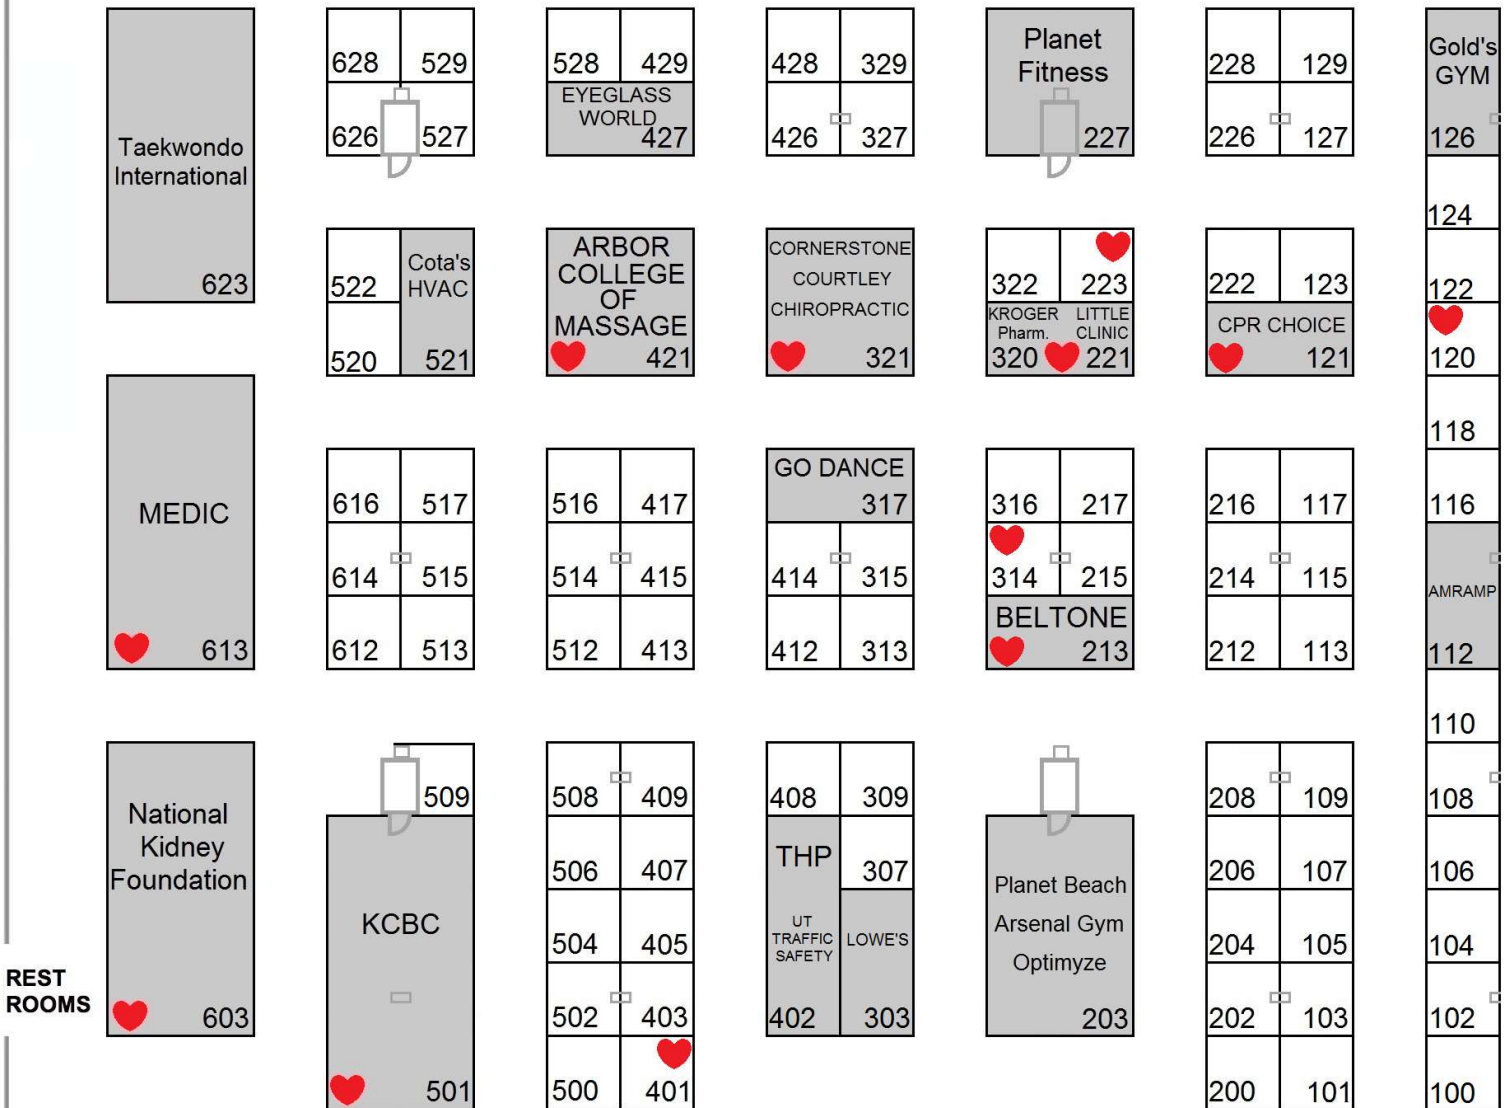 Taekwondo
International
623
628 529
626 527
528 429
EYEGLASS
WORLD
427
428 329
426 327
Planet
Fitness
227
228 129
226 127
Gold's
GYM
126
124
122
120
118
116
AMRAMP
112
110
108
106
104
102
100
522
520
Cota's
HVAC
521
ARBOR
COLLEGE
OF
MASSAGE
421
CORNERSTONE
COURTLEY
CHIROPRACTIC
321
322 223
KROGER
Pharm.
320
LITTLE
CLINIC
221
222 123
CPR CHOICE
121
MEDIC
613
616 517
614 515
612 513
516 417
514 415
512 413
GO DANCE
317
414 315
412 313
316 217
314 215
BELTONE
213
216 117
214 115
212 113
National
Kidney
Foundation
603
REST
ROOMS
509
KCBC
501
508 409
506 407
504 405
502 403
500 401
408 309
307
THP
UT
TRAFFIC
SAFETY
402
LOWE'S
303
Planet Beach
Arsenal Gym
Optimyze
203
208 109
206 107
204 105
202 103
200 101